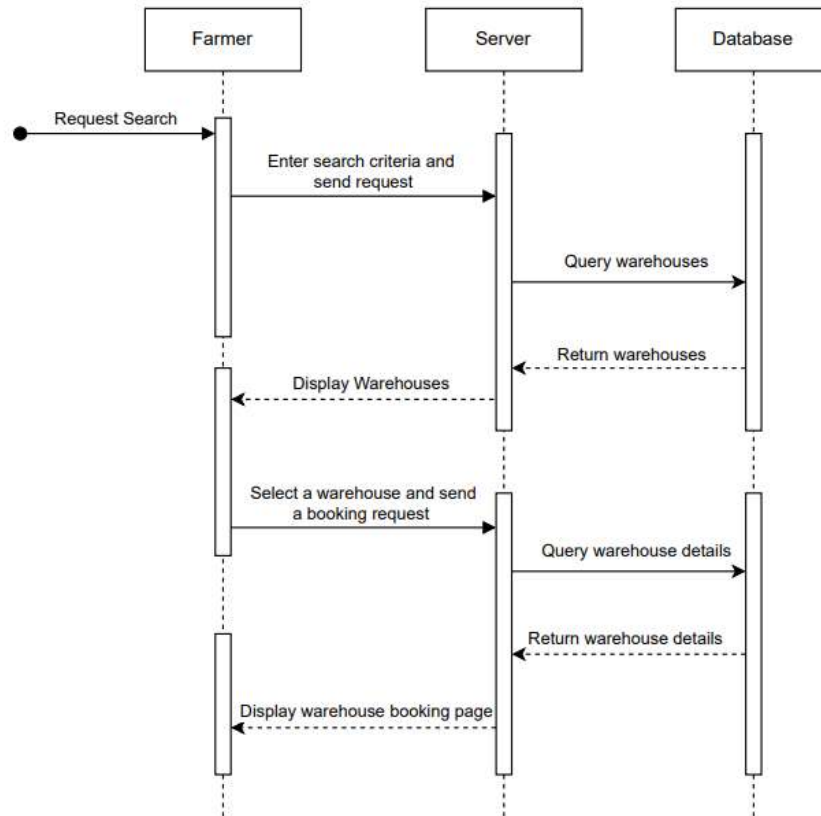 Farmer
Server
Database
Request Search
Enter search criteria and
send request
Query warehouses
Return warehouses
Display Warehouses
Select a warehouse and send
a booking request
Query warehouse details
Return warehouse details
Display warehouse booking page